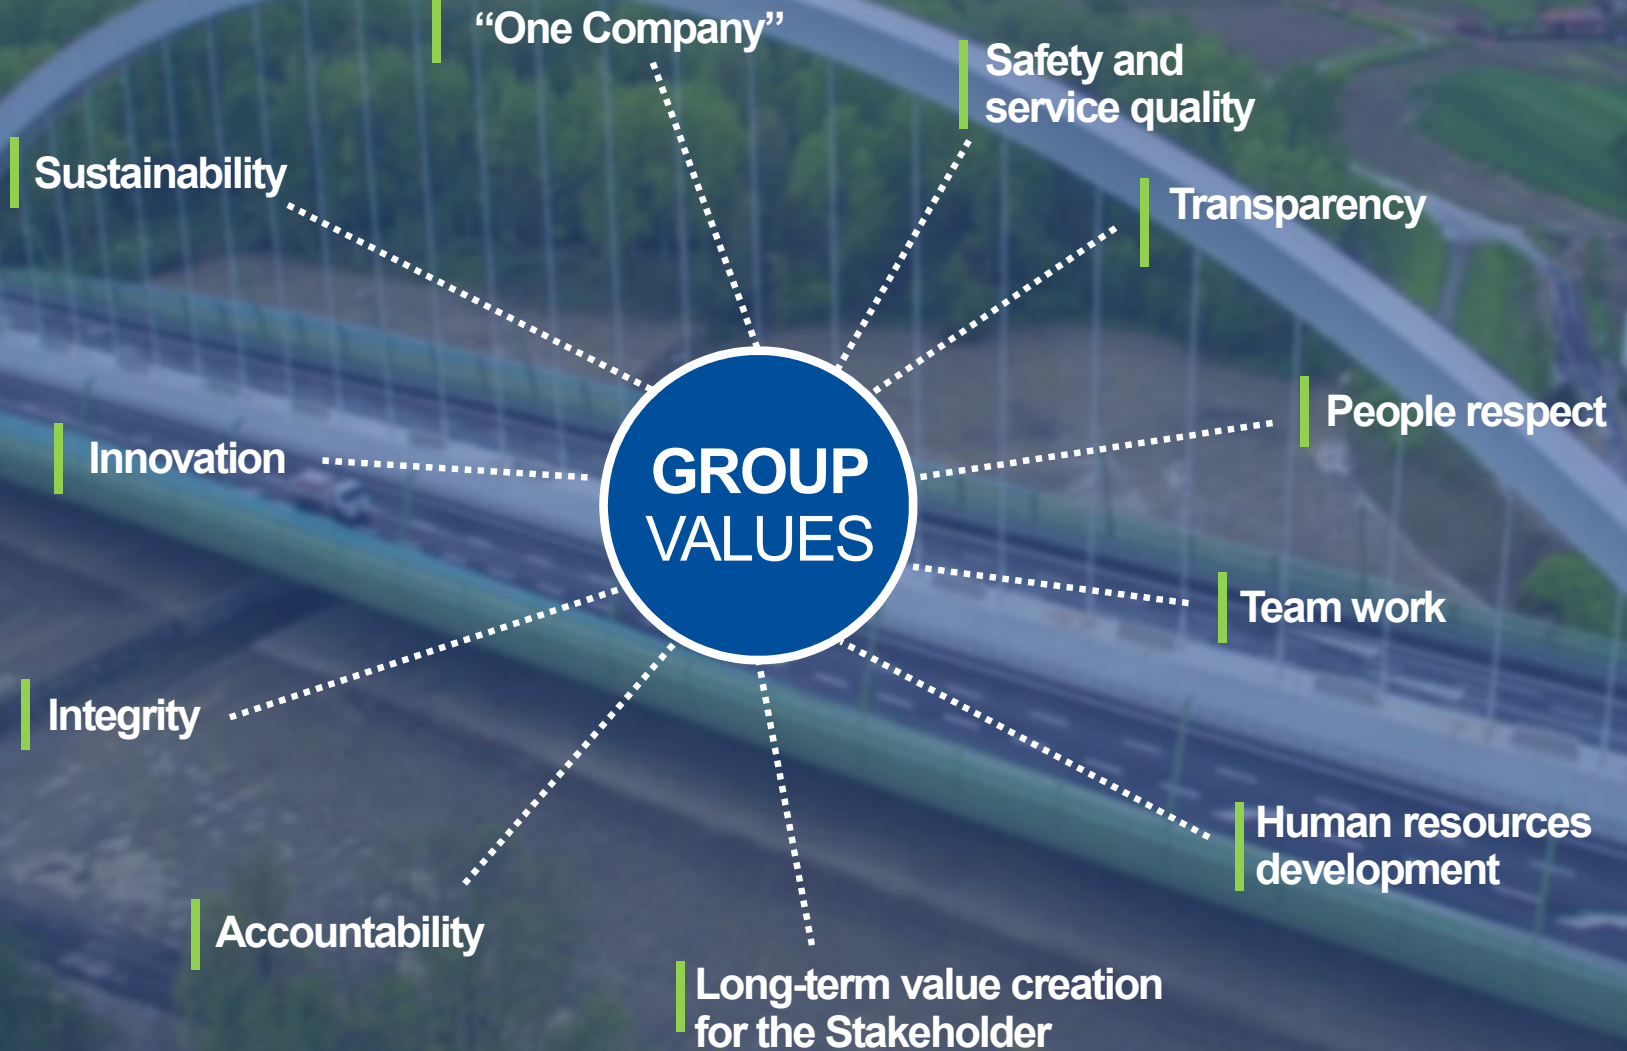 “One Company”
Safety and
service quality
Sustainability
Transparency
People respect
Innovation
GROUP
VALUES
Team work
Integrity
Human resources
development
Accountability
Long-term value creation
for the Stakeholder